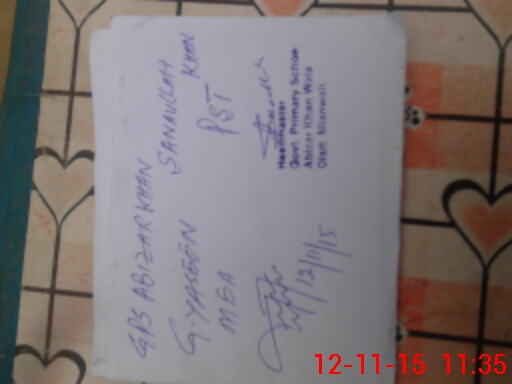 GPS ABIZAR KHAN
G. YASEEN
MEA
SANAULLAH KHAN
PST
Headmaster
Govt. Primary School
Abizar Khan Wala
Distt. Mianwali
12/11/15
12-11-15 11:35